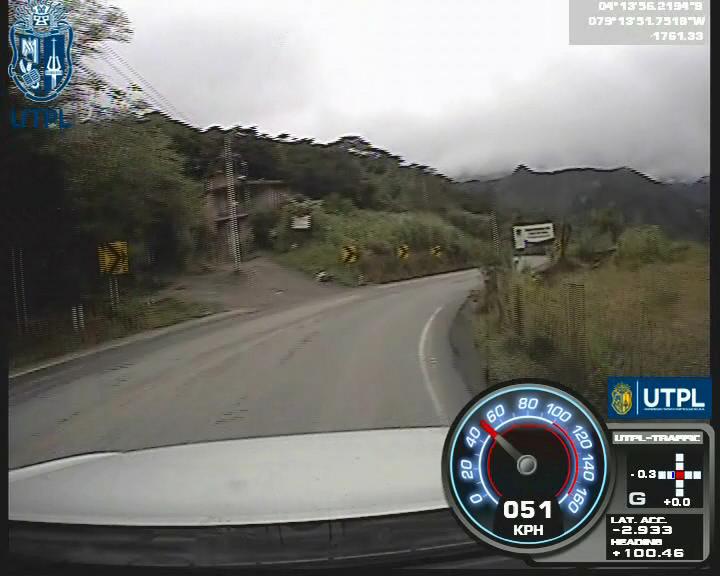 04°13'56.2194"S
079°13'51.7518"W
1761.33
UTPL
UTPL
UTPL-TRAFFIC
0
20
40
60
80
100
120
140
160
051
KPH
-0.3
G
+0.0
LAT. ACC.
-2.933
HEADING
+100.46